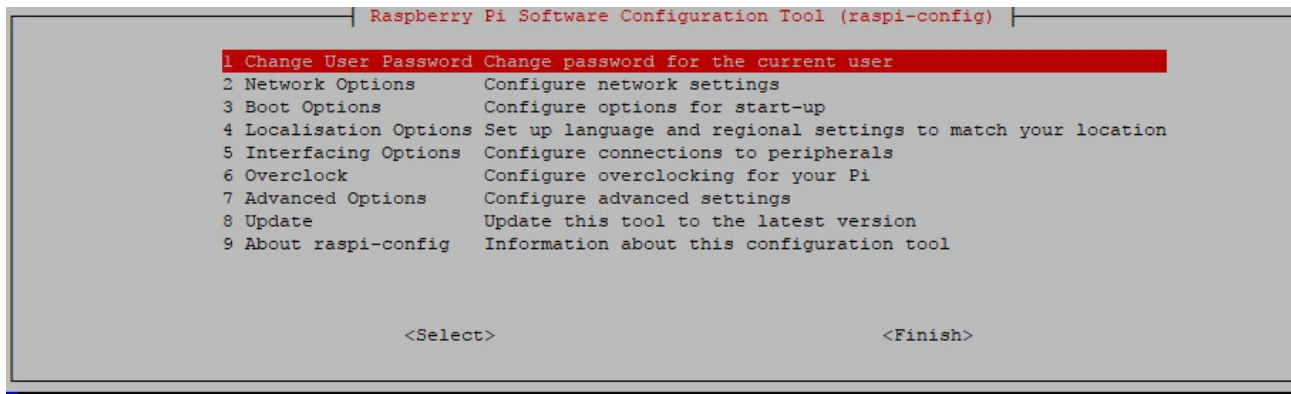 Raspberry Pi Software Configuration Tool (raspi-config)
1 Change User Password Change password for the current user
2 Network Options Configure network settings
3 Boot Options Configure options for start-up
4 Localisation Options Set up language and regional settings to match your location
5 Interfacing Options Configure connections to peripherals
6 Overclock Configure overclocking for your Pi
7 Advanced Options Configure advanced settings
8 Update Update this tool to the latest version
9 About raspi-config Information about this configuration tool
<Select> <Finish>